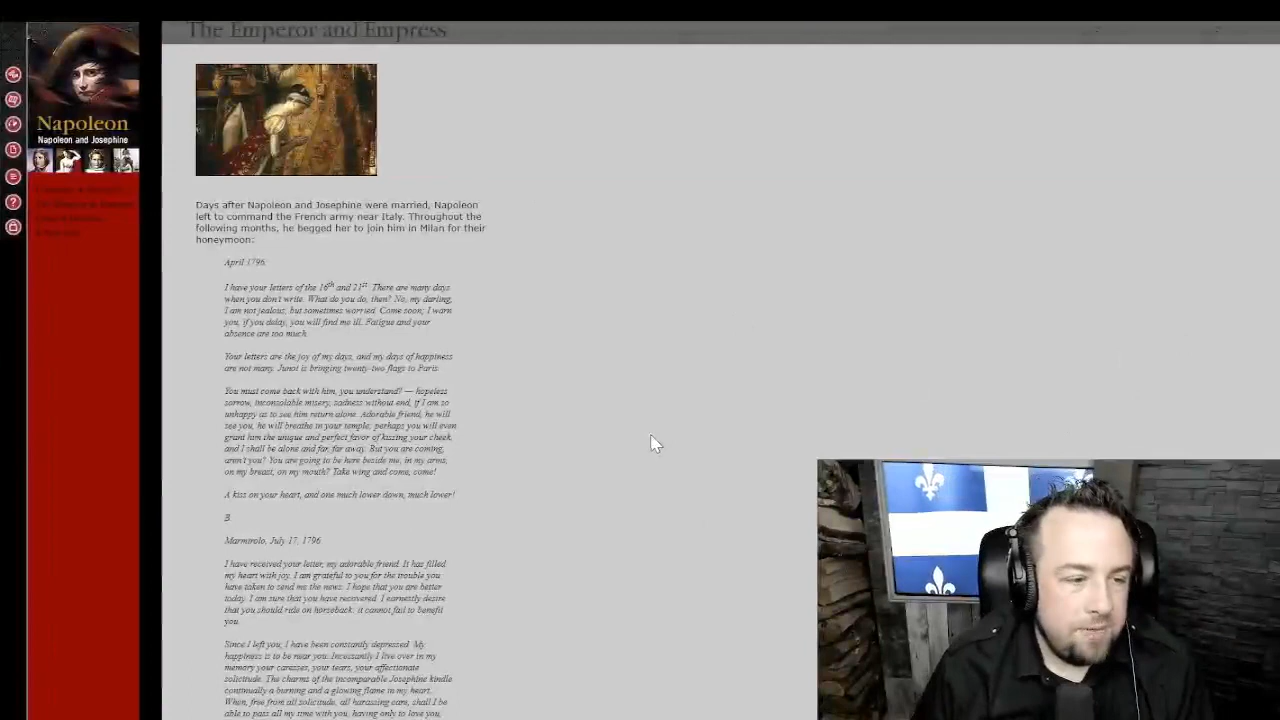 The Emperor and Empress
Napoleon
Napoleon and Josephine
Days after Napoleon and Josephine were married, Napoleon
left to command the French army near Italy. Throughout the
following months, he begged her to join him in Milan for their
honeymoon:
April 1796.
I have your letters of the 16th and 21st. There are many days
when you don't write. What do you do, then? No, my darling,
I am not jealous, but sometimes worried. Come soon; I warn
you, if you delay, you will find me ill. Fatigue and your
absence are too much.
Your letters are the joy of my days, and my days of happiness
are not many. Junot is bringing twenty-two flags to Paris.
You must come back with him, you understand? — hopeless
sorrow, inconsolable misery, sadness without end, if I am so
unhappy as to see him return alone. Adorable friend, he will
see you, he will breathe in your temple; perhaps you will even
grant him the unique and perfect favor of kissing your cheek,
and I shall be alone and far, far away. But you are coming,
aren't you? You are going to be here beside me, in my arms,
on my breast, on my mouth? Take wing and come, come!
A kiss on your heart, and one much lower down, much lower!
B.
Marmirolo, July 17, 1796
I have received your letter, my adorable friend. It has filled
my heart with joy. I am grateful to you for the trouble you
have taken to send me the news. I hope that you are better
today. I am sure that you have recovered. I earnestly desire
that you should ride on horseback: it cannot fail to benefit
you.
Since I left you, I have been constantly depressed. My
happiness is to be near you. Incessantly I live over in my
memory your caresses, your tears, your affectionate
solicitude. The charms of the incomparable Josephine kindle
continually a burning and a glowing flame in my heart.
When, free from all solicitude, all harassing care, shall I be
able to pass all my time with you, having only to love you,